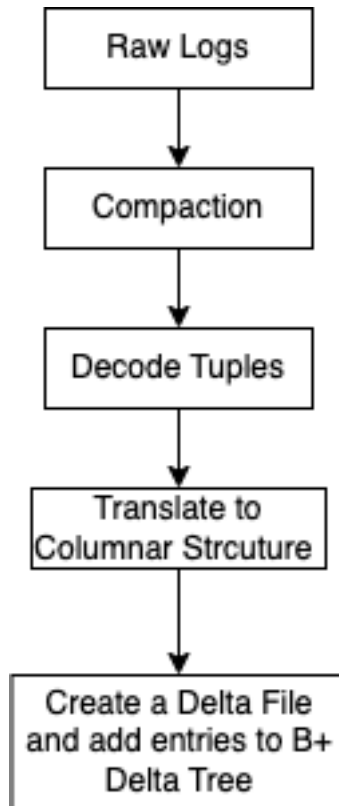 Raw Logs
Compaction
Decode Tuples
Translate to
Columnar Strcuture
Create a Delta File
and add entries to B+
Delta Tree